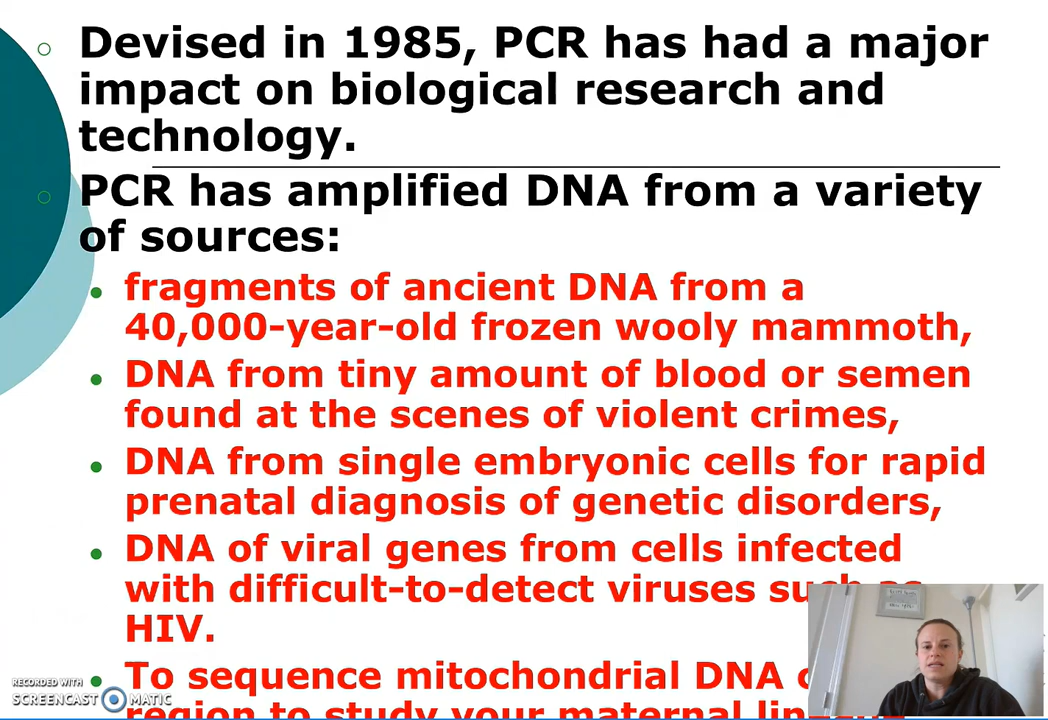 Devised in 1985, PCR has had a major
impact on biological research and
technology.
PCR has amplified DNA from a variety
of sources:
fragments of ancient DNA from a
40,000-year-old frozen wooly mammoth,
DNA from tiny amount of blood or semen
found at the scenes of violent crimes,
DNA from single embryonic cells for rapid
prenatal diagnosis of genetic disorders,
DNA of viral genes from cells infected
with difficult-to-detect viruses such as
HIV.
To sequence mitochondrial DNA
region to study your maternal
RECORDED WITH
SCREENCAST MATIC